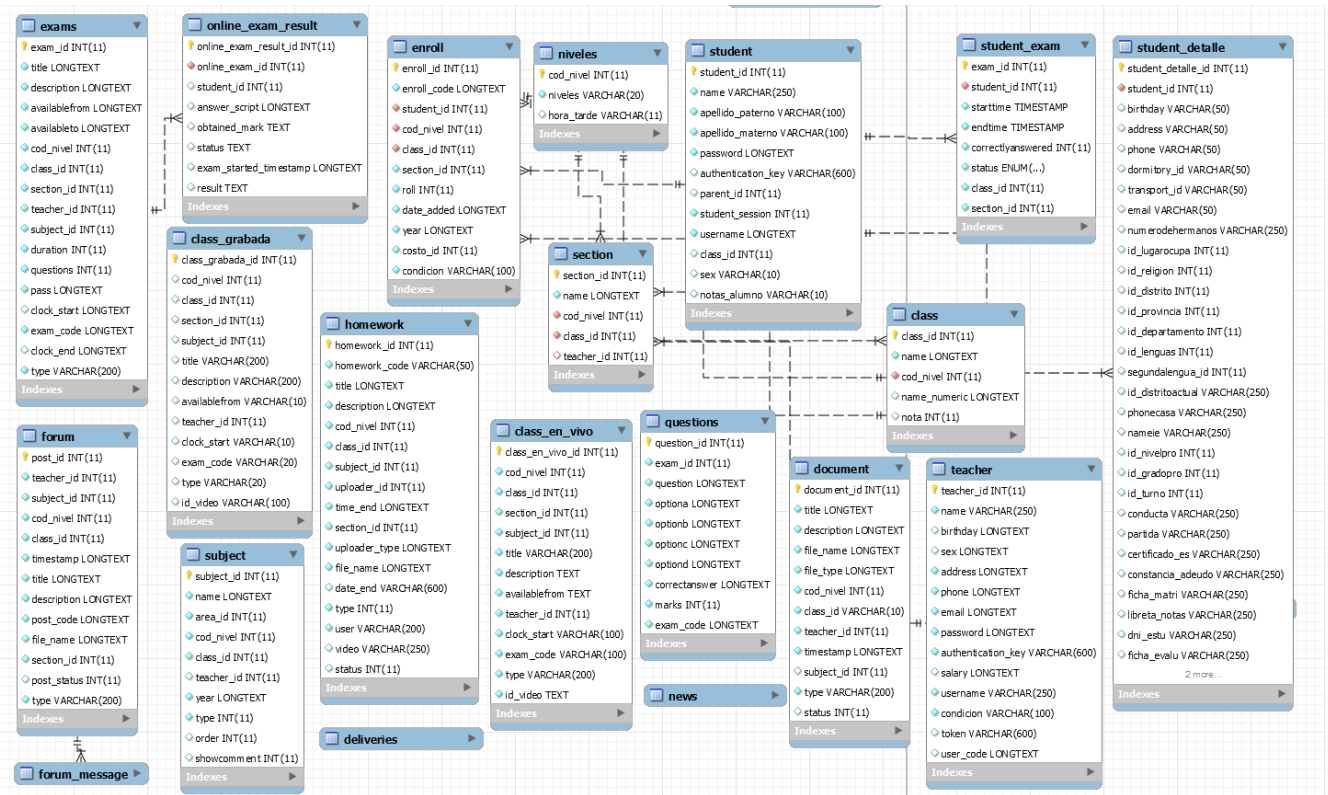 exams
exam_id INT(11)
title LONGTEXT
description LONGTEXT
availablefrom LONGTEXT
availableto LONGTEXT
cod_nivel INT(11)
class_id INT(11)
section_id INT(11)
teacher_id INT(11)
subject_id INT(11)
duration INT(11)
questions INT(11)
pass LONGTEXT
clock_start LONGTEXT
exam_code LONGTEXT
clock_end LONGTEXT
type VARCHAR(200)
Indexes
online_exam_result
online_exam_result_id INT(11)
online_exam_id INT(11)
student_id INT(11)
answer_script LONGTEXT
obtained_mark TEXT
status TEXT
exam_started_timestamp LONGTEXT
result TEXT
Indexes
enroll
enroll_id INT(11)
enroll_code LONGTEXT
student_id INT(11)
cod_nivel INT(11)
class_id INT(11)
section_id INT(11)
roll INT(11)
date_added LONGTEXT
year LONGTEXT
costo_id INT(11)
condicion VARCHAR(100)
Indexes
niveles
cod_nivel INT(11)
niveles VARCHAR(20)
hora_tarde VARCHAR(11)
Indexes
student
student_id INT(11)
name VARCHAR(250)
apellido_paterno VARCHAR(100)
apellido_materno VARCHAR(100)
password LONGTEXT
authentication_key VARCHAR(600)
parent_id INT(11)
student_session INT(11)
username LONGTEXT
class_id INT(11)
sex VARCHAR(10)
notas_alumno VARCHAR(10)
Indexes
student_exam
exam_id INT(11)
student_id INT(11)
starttime TIMESTAMP
endtime TIMESTAMP
correctlyanswered INT(11)
status ENUM(...)
class_id INT(11)
section_id INT(11)
Indexes
student_detalle
student_detalle_id INT(11)
student_id INT(11)
birthday VARCHAR(50)
address VARCHAR(50)
phone VARCHAR(50)
dormitory_id VARCHAR(50)
transport_id VARCHAR(50)
email VARCHAR(50)
numerodehermanos VARCHAR(250)
id_lugarocupa INT(11)
id_religion INT(11)
id_distrito INT(11)
id_provincia INT(11)
id_departamento INT(11)
id_lenguas INT(11)
segundalengua_id INT(11)
id_distritoactual VARCHAR(250)
phonecasa VARCHAR(250)
nameie VARCHAR(250)
id_nivelpro INT(11)
id_gradopro INT(11)
id_turno INT(11)
conducta VARCHAR(250)
partida VARCHAR(250)
certificado_es VARCHAR(250)
constancia_adeudo VARCHAR(250)
ficha_matri VARCHAR(250)
libreta_notas VARCHAR(250)
dni_estu VARCHAR(250)
ficha_evalu VARCHAR(250)
2 more...
Indexes
class_grabada
class_grabada_id INT(11)
cod_nivel INT(11)
class_id INT(11)
section_id INT(11)
subject_id INT(11)
title VARCHAR(200)
description VARCHAR(200)
availablefrom VARCHAR(10)
teacher_id INT(11)
clock_start VARCHAR(10)
exam_code VARCHAR(20)
type VARCHAR(20)
id_video VARCHAR(100)
Indexes
section
section_id INT(11)
name LONGTEXT
cod_nivel INT(11)
class_id INT(11)
teacher_id INT(11)
Indexes
class
class_id INT(11)
name LONGTEXT
cod_nivel INT(11)
name_numeric LONGTEXT
nota INT(11)
Indexes
homework
homework_id INT(11)
homework_code VARCHAR(50)
title LONGTEXT
description LONGTEXT
cod_nivel INT(11)
class_id INT(11)
subject_id INT(11)
uploader_id INT(11)
time_end LONGTEXT
section_id INT(11)
uploader_type LONGTEXT
file_name LONGTEXT
date_end VARCHAR(600)
type INT(11)
user VARCHAR(200)
video VARCHAR(250)
status INT(11)
Indexes
forum
post_id INT(11)
teacher_id INT(11)
subject_id INT(11)
cod_nivel INT(11)
class_id INT(11)
timestamp LONGTEXT
title LONGTEXT
description LONGTEXT
post_code LONGTEXT
file_name LONGTEXT
section_id INT(11)
post_status INT(11)
type VARCHAR(200)
Indexes
class_en_vivo
class_en_vivo_id INT(11)
cod_nivel INT(11)
class_id INT(11)
section_id INT(11)
subject_id INT(11)
title VARCHAR(200)
description TEXT
availablefrom TEXT
teacher_id INT(11)
clock_start VARCHAR(100)
exam_code VARCHAR(100)
type VARCHAR(200)
id_video TEXT
Indexes
questions
question_id INT(11)
exam_id INT(11)
question LONGTEXT
optiona LONGTEXT
optionb LONGTEXT
optionc LONGTEXT
optiond LONGTEXT
correctanswer LONGTEXT
marks INT(11)
exam_code LONGTEXT
Indexes
document
document_id INT(11)
title LONGTEXT
description LONGTEXT
file_name LONGTEXT
file_type LONGTEXT
cod_nivel INT(11)
class_id VARCHAR(10)
teacher_id INT(11)
timestamp LONGTEXT
subject_id INT(11)
type VARCHAR(200)
status INT(11)
Indexes
teacher
teacher_id INT(11)
name VARCHAR(250)
birthday LONGTEXT
sex LONGTEXT
address LONGTEXT
phone LONGTEXT
email LONGTEXT
password LONGTEXT
authentication_key VARCHAR(600)
salary LONGTEXT
username VARCHAR(250)
condicion VARCHAR(100)
token VARCHAR(600)
user_code LONGTEXT
Indexes
subject
subject_id INT(11)
name LONGTEXT
area_id INT(11)
cod_nivel INT(11)
class_id INT(11)
teacher_id INT(11)
year LONGTEXT
type INT(11)
order INT(11)
showcomment INT(11)
Indexes
news
deliveries
forum_message